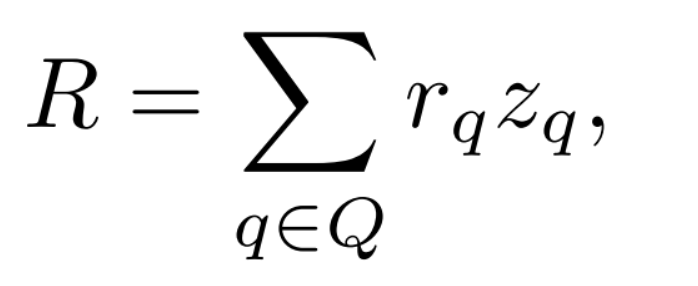 R = \sum_{q \in Q} r_q z_q,